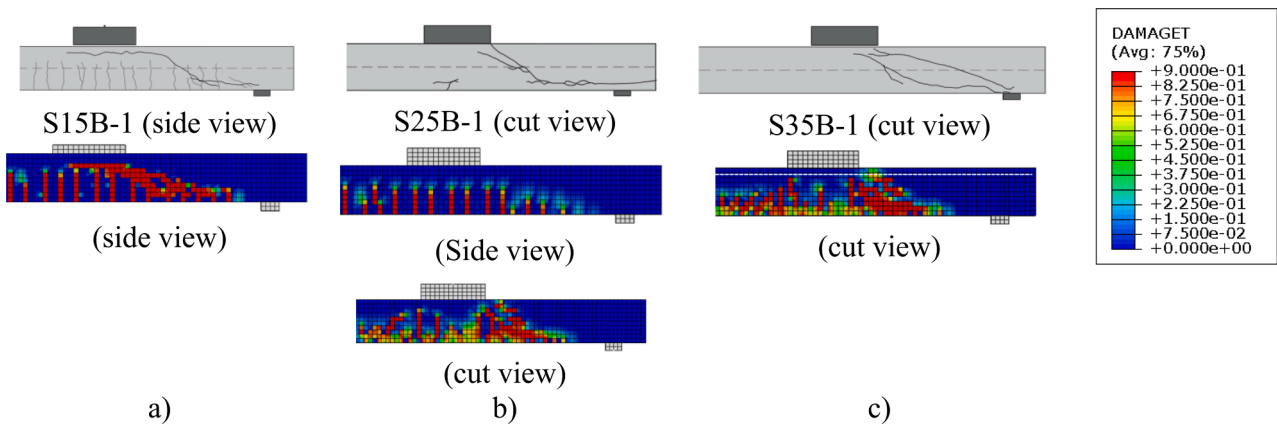 S15B-1 (side view)
S25B-1 (cut view)
S35B-1 (cut view)
DAMAGET
(Avg: 75%)
+9.000e-01
+8.250e-01
+7.500e-01
+6.750e-01
+6.000e-01
+5.250e-01
+4.500e-01
+3.750e-01
+3.000e-01
+2.250e-01
+1.500e-01
+7.500e-02
+0.000e+00
(side view)
(Side view)
(cut view)
(cut view)
a)
b)
c)